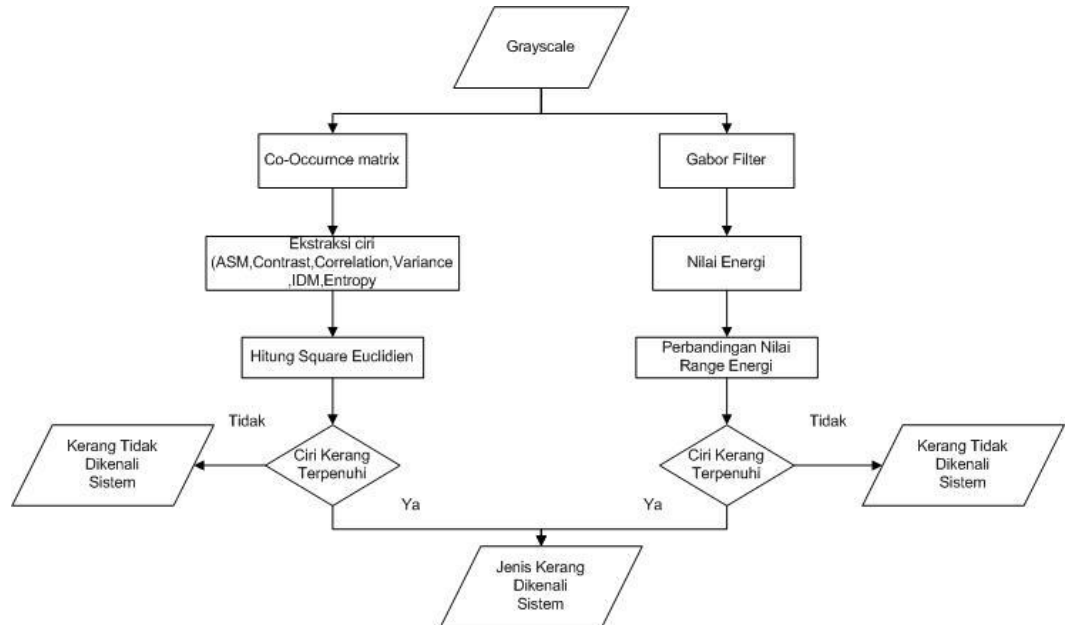 Grayscale
Co-Occurnce matrix
Gabor Filter
Ekstraksi ciri
(ASM,Contrast,Correlation,Variance
,IDM,Entropy
Nilai Energi
Hitung Square Euclidien
Perbandingan Nilai
Range Energi
Tidak
Tidak
Kerang Tidak
Dikenali
Sistem
Ciri Kerang
Terpenuhi
Ciri Kerang
Terpenuhi
Kerang Tidak
Dikenali
Sistem
Ya
Ya
Jenis Kerang
Dikenali
Sistem